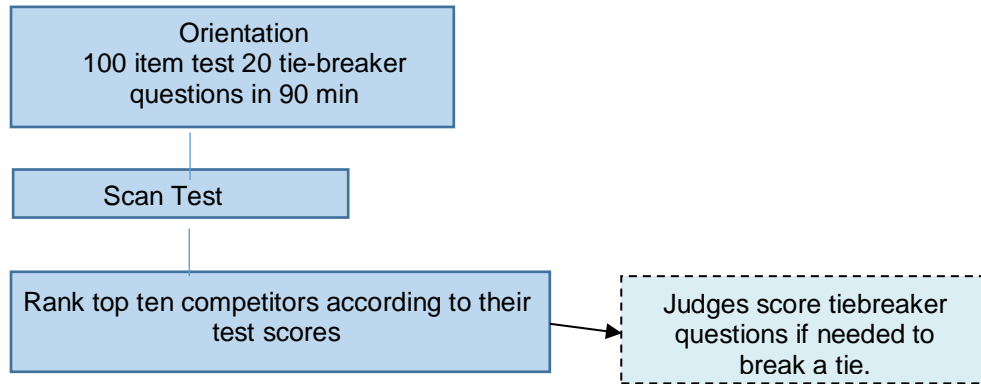 Orientation
100 item test 20 tie-breaker
questions in 90 min
Scan Test
Rank top ten competitors according to their
test scores
Judges score tiebreaker
questions if needed to
break a tie.